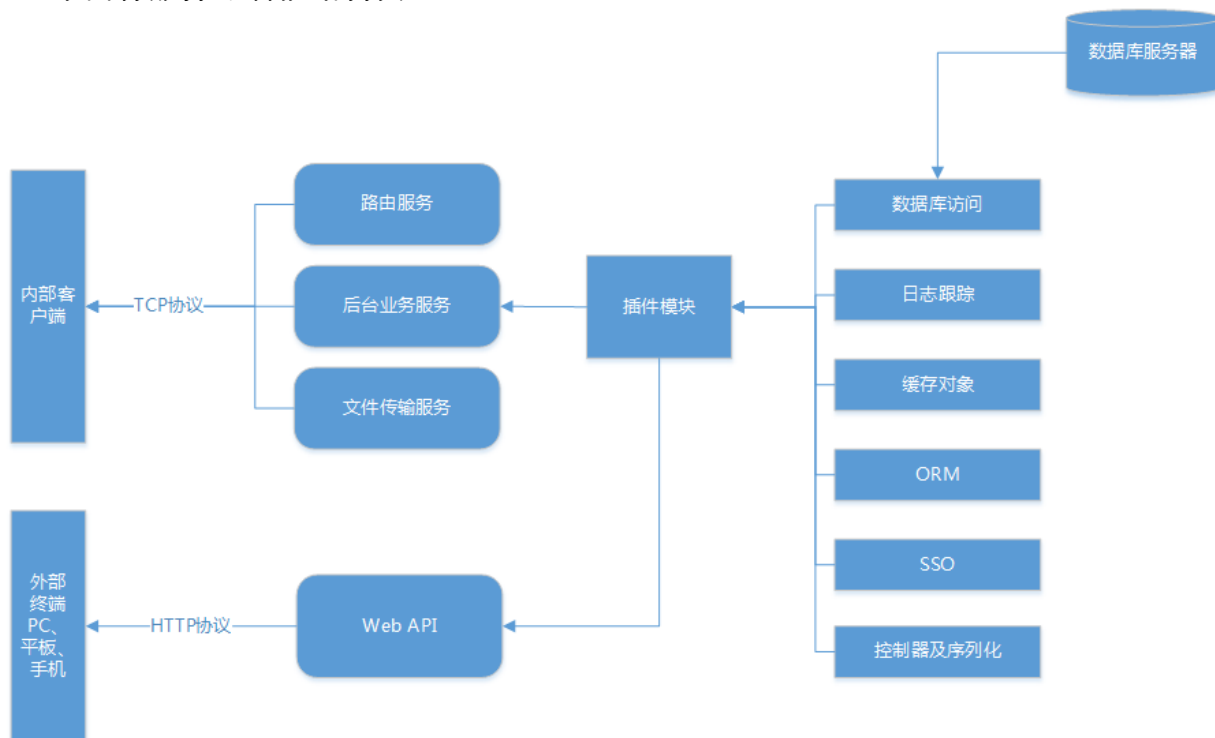 数据库服务器
数据库访问
路由服务
日志跟踪
内部客
户端
TCP协议
后台业务服务
插件模块
缓存对象
文件传输服务
ORM
SSO
外部
终端
PC、
平板、
手机
HTTP协议
Web API
控制器及序列化